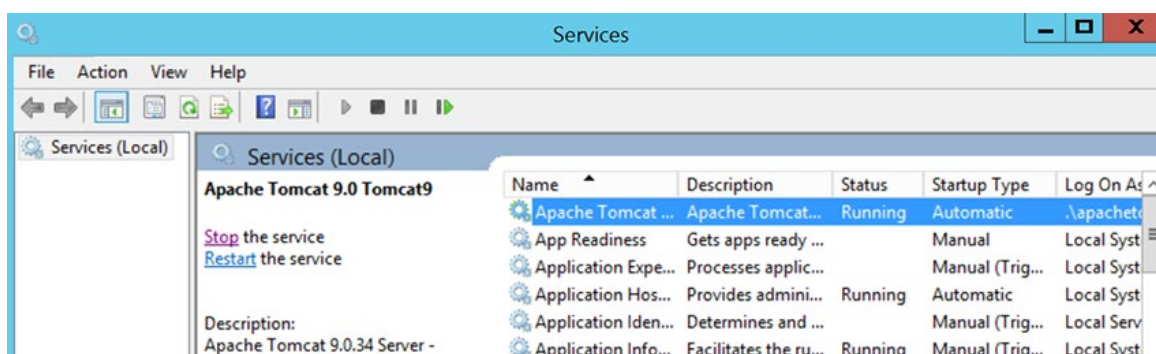 Services
File Action View Help
Services (Local)
Services (Local)
Apache Tomcat 9.0 Tomcat9
Stop the service
Restart the service
Description:
Apache Tomcat 9.0.34 Server -
Name Description Status Startup Type Log On As
Apache Tomcat ... Apache Tomcat... Running Automatic .\apacheto
App Readiness Gets apps ready ... Manual Local Syst
Application Expe... Processes applic... Manual (Trig... Local Syst
Application Hos... Provides admini... Running Automatic Local Syst
Application Iden... Determines and ... Manual (Trig... Local Serv
Application Info... Facilitates the ru... Running Manual (Trig... Local Syst